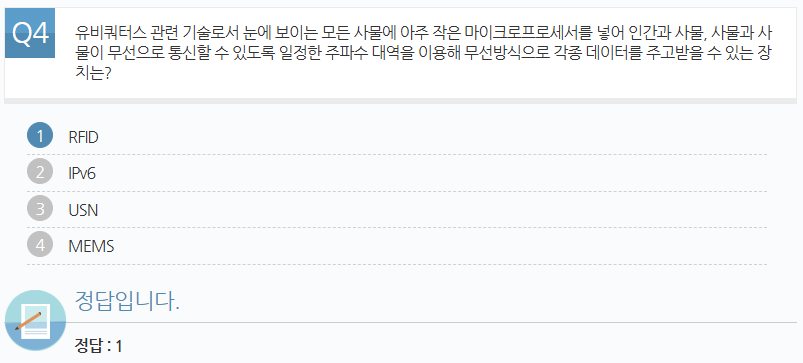 Q4
유비쿼터스 관련 기술로서 눈에 보이는 모든 사물에 아주 작은 마이크로프로세서를 넣어 인간과 사물, 사물과 사
물이 무선으로 통신할 수 있도록 일정한 주파수 대역을 이용해 무선방식으로 각종 데이터를 주고받을 수 있는 장
치는?
1 RFID
2 IPv6
3 USN
4 MEMS
정답입니다.
정답 : 1